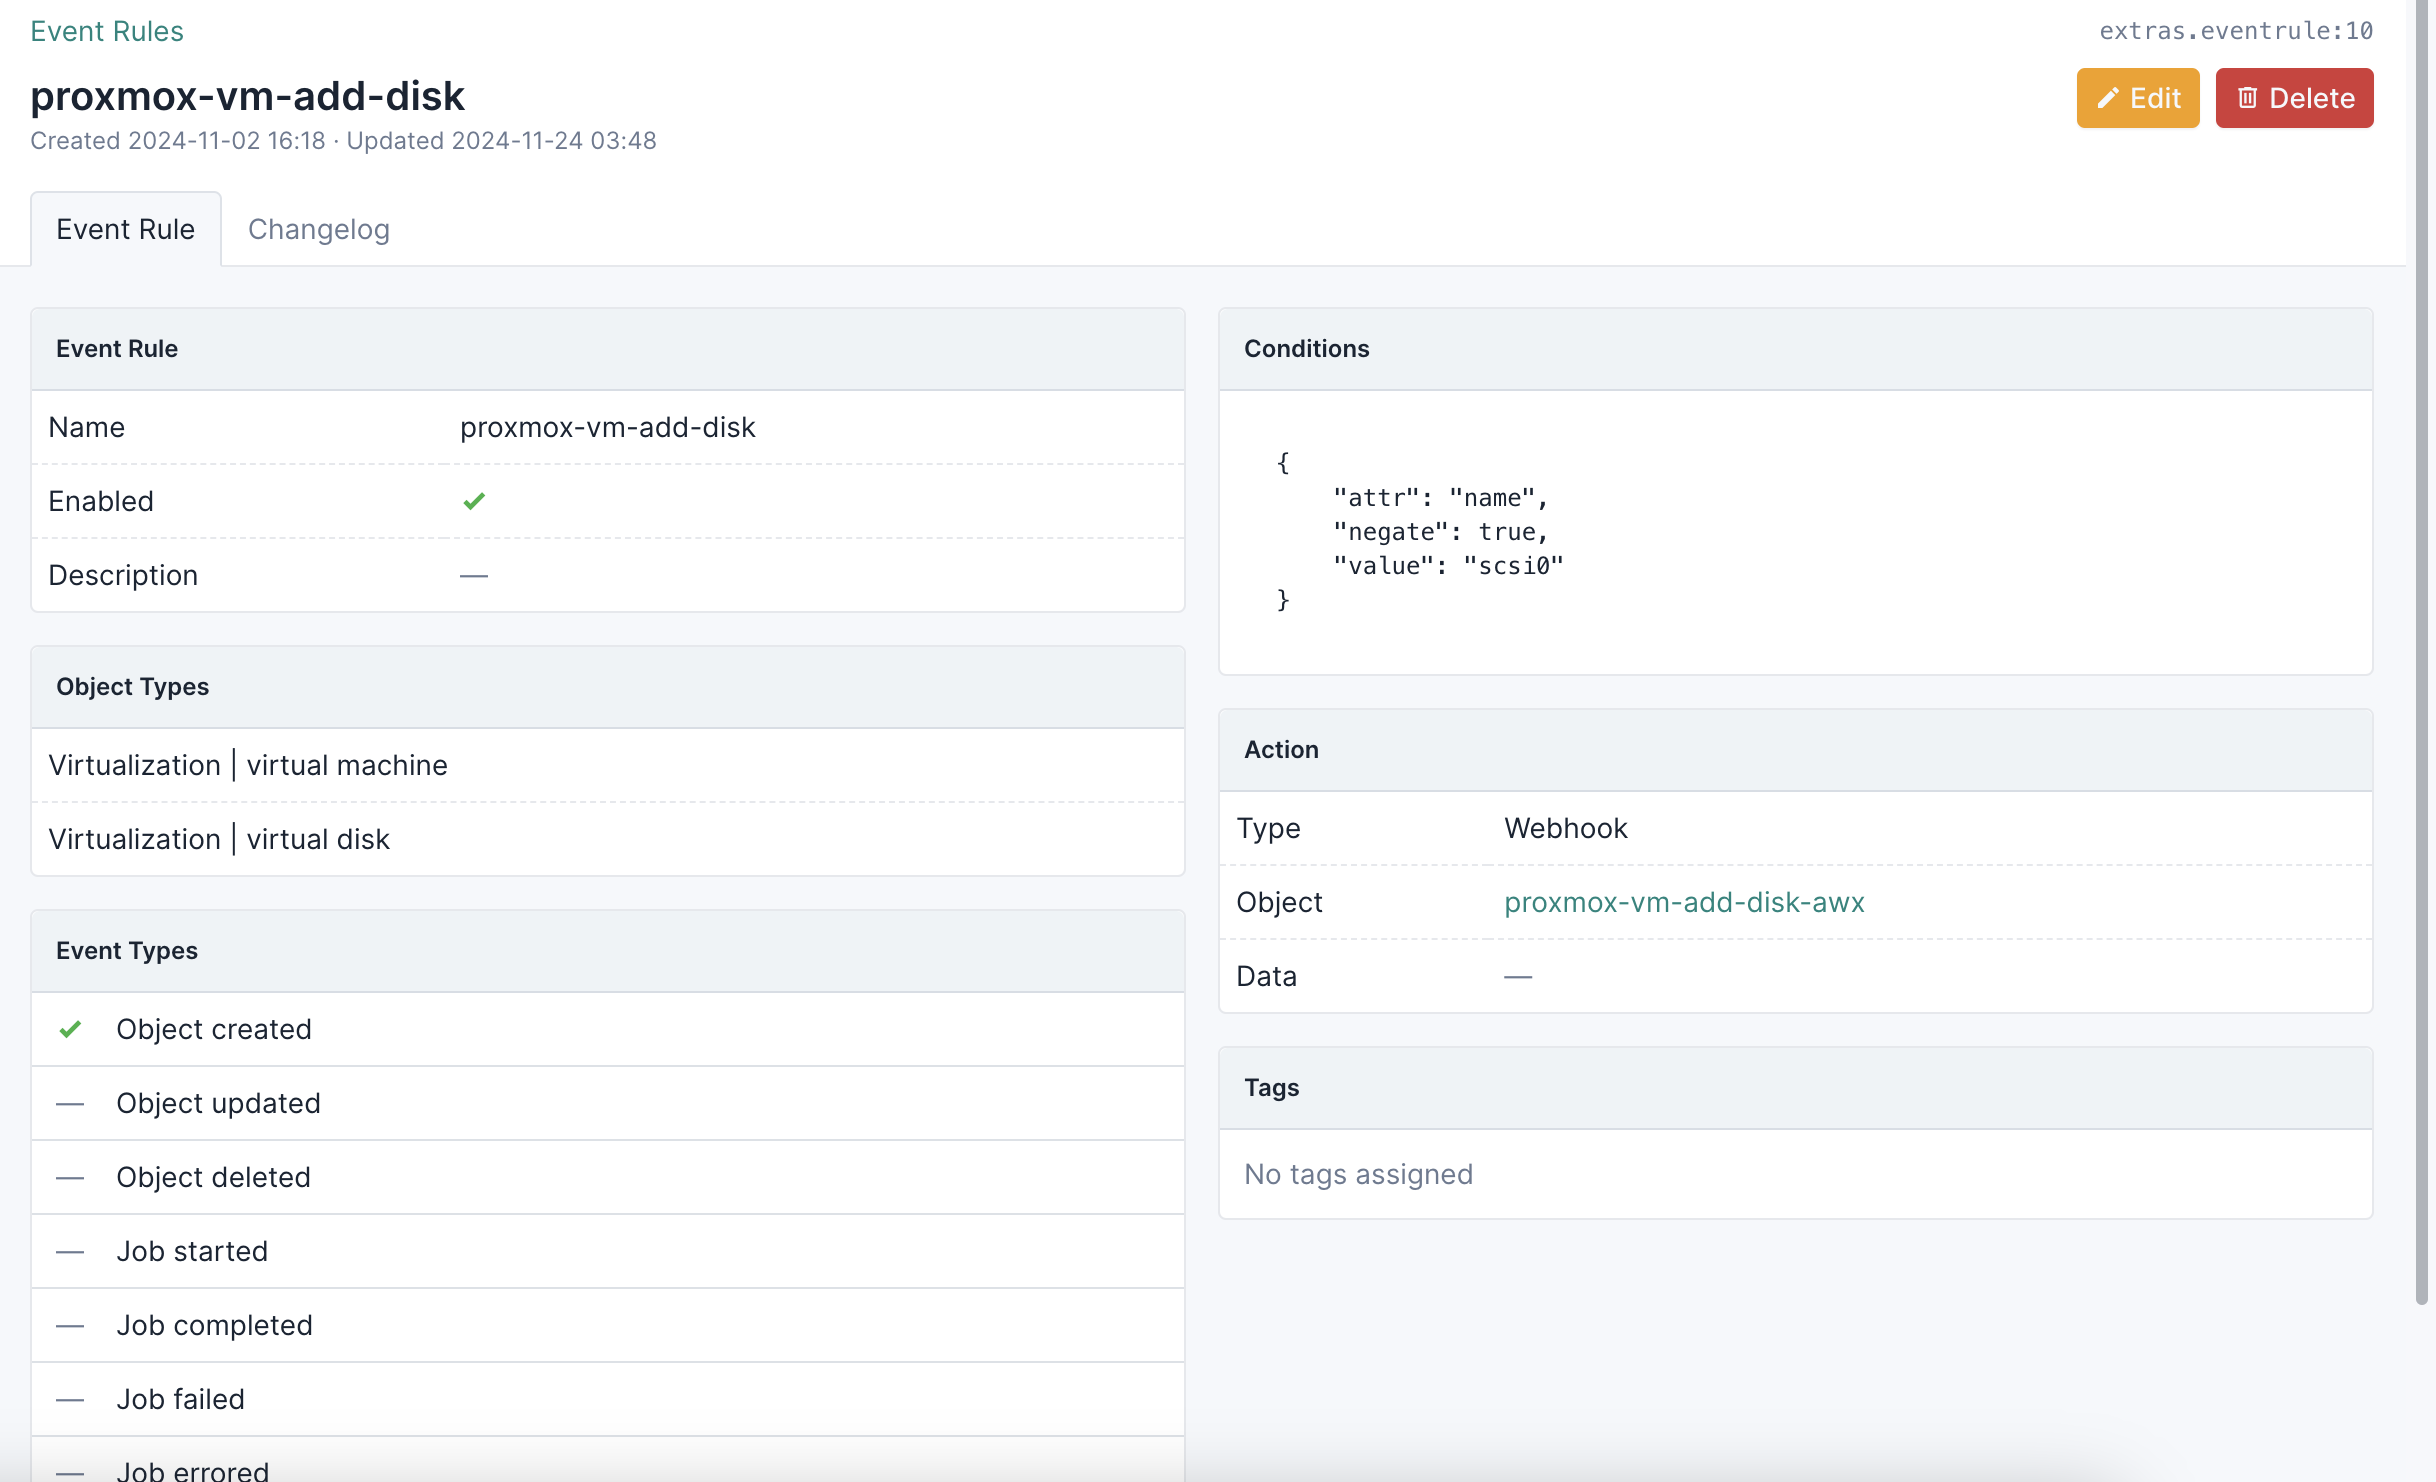 Event Rules
extras.eventrule:10
proxmox-vm-add-disk
Created 2024-11-02 16:18 · Updated 2024-11-24 03:48
Edit
Delete
Event Rule
Changelog
Event Rule
Name proxmox-vm-add-disk
Enabled
Description —
Object Types
Virtualization | virtual machine
Virtualization | virtual disk
Event Types
Object created
— Object updated
— Object deleted
— Job started
— Job completed
— Job failed
— Job errored
Conditions
{
"attr": "name",
"negate": true,
"value": "scsi0"
}
Action
Type Webhook
Object proxmox-vm-add-disk-awx
Data —
Tags
No tags assigned